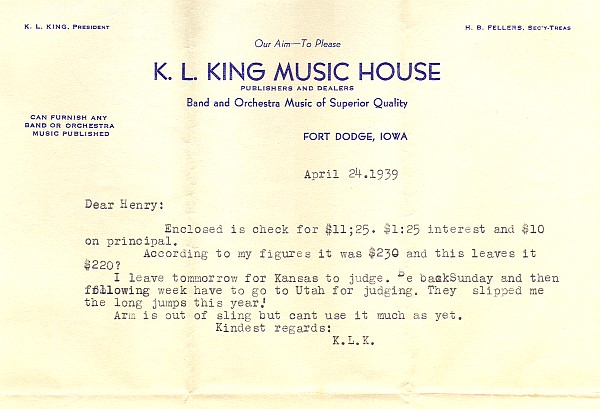 K. L. KING, PRESIDENT
H. B. FELLERS, SEC'Y-TREAS
Our Aim—To Please
K. L. KING MUSIC HOUSE
PUBLISHERS AND DEALERS
Band and Orchestra Music of Superior Quality
CAN FURNISH ANY
BAND OR ORCHESTRA
MUSIC PUBLISHED
FORT DODGE, IOWA
April 24.1939
Dear Henry:
Enclosed is check for $11;25. $1:25 interest and $10
on principal.
According to my figures it was $230 and this leaves it
$220?
I leave tommorrow for Kansas to judge. Be backSunday and then
following week have to go to Utah for judging. They slipped me
the long jumps this year!
Arm is out of sling but cant use it much as yet.
Kindest regards:
K.L.K.